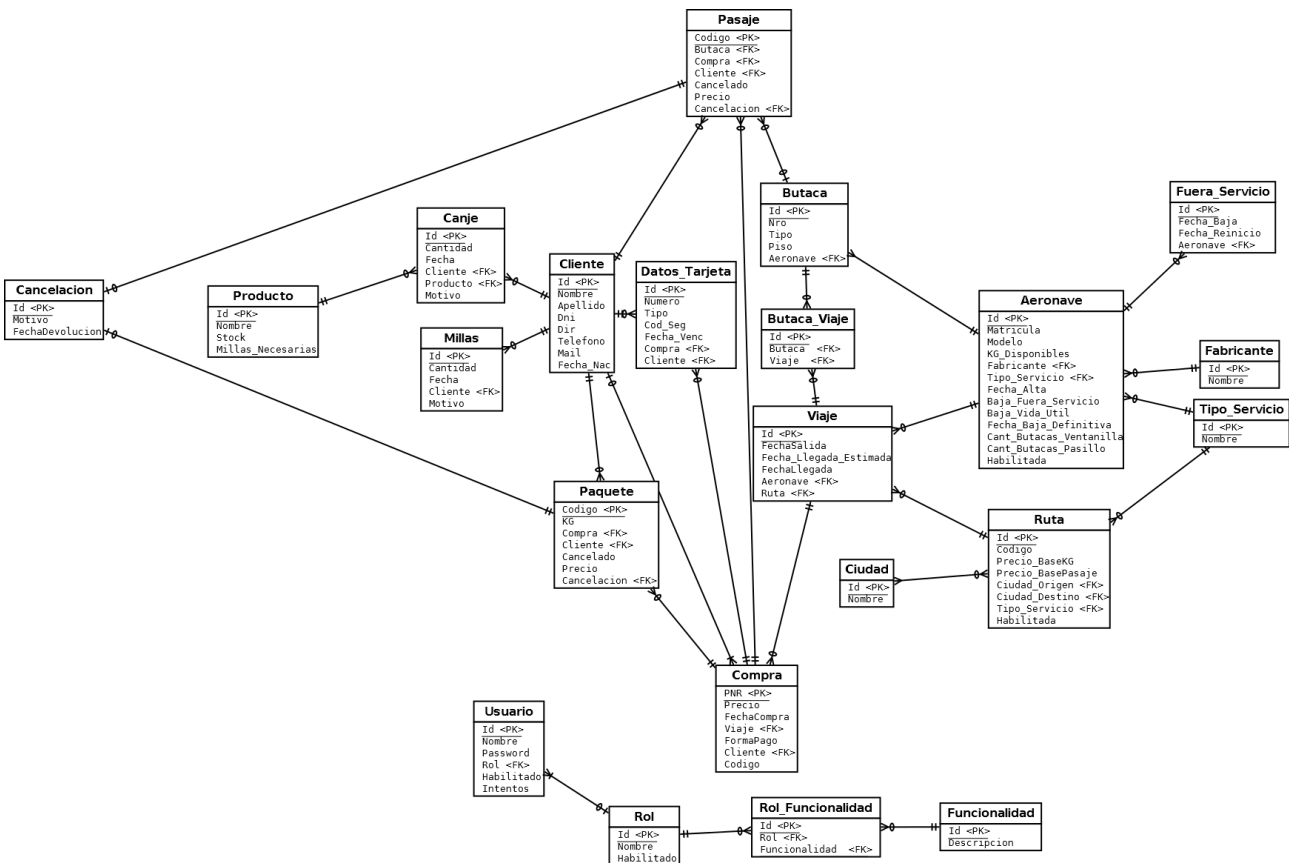 Pasaje
Codigo <PK>
Butaca <FK>
Compra <FK>
Cliente <FK>
Cancelado
Precio
Cancelacion <FK>
Butaca
Id <PK>
Nro
Tipo
Piso
Aeronave <FK>
Fuera_Servicio
Id <PK>
Fecha_Baja
Fecha_Reinicio
Aeronave <FK>
Canje
Id <PK>
Cantidad
Fecha
Cliente <FK>
Producto <FK>
Motivo
Cliente
Id <PK>
Nombre
Apellido
Dni
Dir
Telefono
Mail
Fecha_Nac
Datos_Tarjeta
Id <PK>
Numero
Tipo
Cod_Seg
Fecha_Venc
Compra <FK>
Cliente <FK>
Cancelacion
Id <PK>
Motivo
FechaDevolucion
Producto
Id <PK>
Nombre
Stock
Millas_Necesarias
Millas
Id <PK>
Cantidad
Fecha
Cliente <FK>
Motivo
Butaca_Viaje
Id <PK>
Butaca <FK>
Viaje <FK>
Aeronave
Id <PK>
Matricula
Modelo
KG_Disponibles
Fabricante <FK>
Tipo_Servicio <FK>
Fecha_Alta
Baja_Fuera_Servicio
Baja_Vida_Util
Fecha_Baja_Definitiva
Cant_Butacas_Ventanilla
Cant_Butacas_Pasillo
Habilitada
Fabricante
Id <PK>
Nombre
Tipo_Servicio
Id <PK>
Nombre
Viaje
Id <PK>
FechaSalida
Fecha_Llegada_Estimada
FechaLlegada
Aeronave <FK>
Ruta <FK>
Paquete
Codigo <PK>
KG
Compra <FK>
Cliente <FK>
Cancelado
Precio
Cancelacion <FK>
Ruta
Id <PK>
Codigo
Precio_BaseKG
Precio_BasePasaje
Ciudad_Origen <FK>
Ciudad_Destino <FK>
Tipo_Servicio <FK>
Habilitada
Ciudad
Id <PK>
Nombre
Compra
PNR <PK>
Precio
FechaCompra
Viaje <FK>
FormaPago
Cliente <FK>
Codigo
Usuario
Id <PK>
Nombre
Password
Rol <FK>
Habilitado
Intentos
Rol
Id <PK>
Nombre
Habilitado
Rol_Funcionalidad
Id <PK>
Rol <FK>
Funcionalidad <FK>
Funcionalidad
Id <PK>
Descripcion